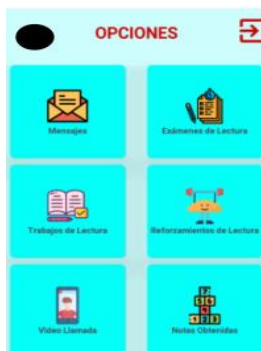 OPCIONES
Mensajes
Exámenes de Lectura
Trabajos de Lectura
Reforzamientos de Lectura
Video Llamada
Notas Obtenidas